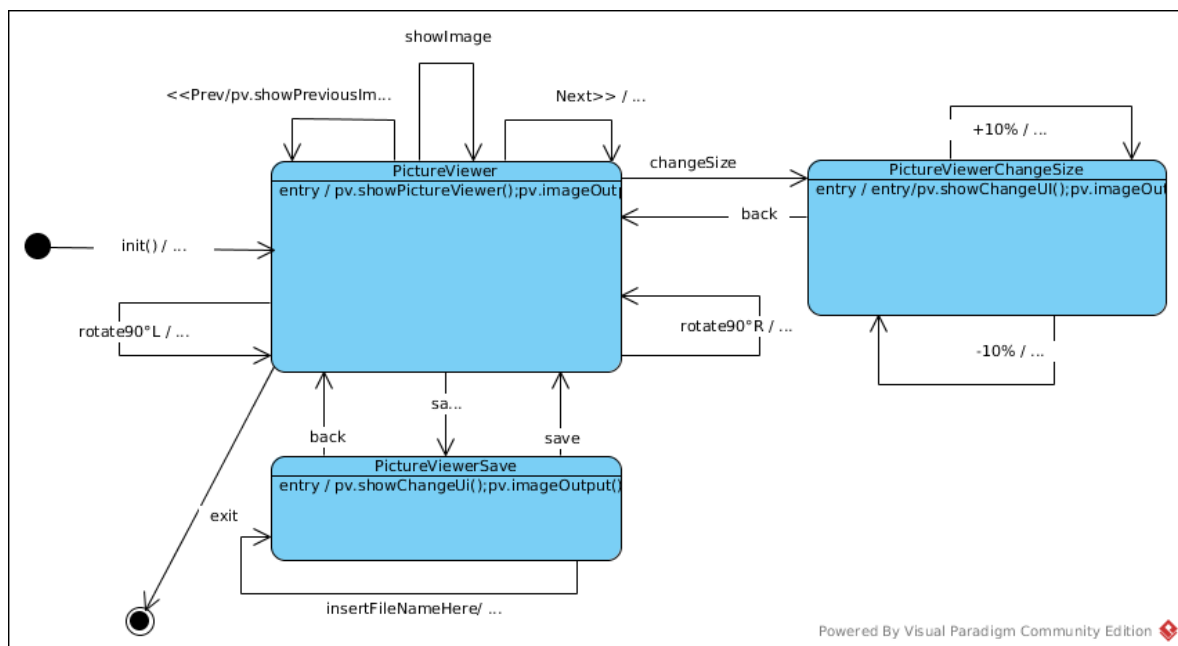 showImage
<<Prev/pv.showPreviousIm...
Next>> / ...
+10% / ...
PictureViewer
entry / pv.showPictureViewer();pv.imageOutp
changeSize
PictureViewerChangeSize
entry / entry/pv.showChangeUI();pv.imageOut
back
init() / ...
rotate90°L / ...
rotate90°R / ...
-10% / ...
sa...
back
save
PictureViewerSave
entry / pv.showChangeUi();pv.imageOutput()
exit
insertFileNameHere/ ...
Powered By Visual Paradigm Community Edition